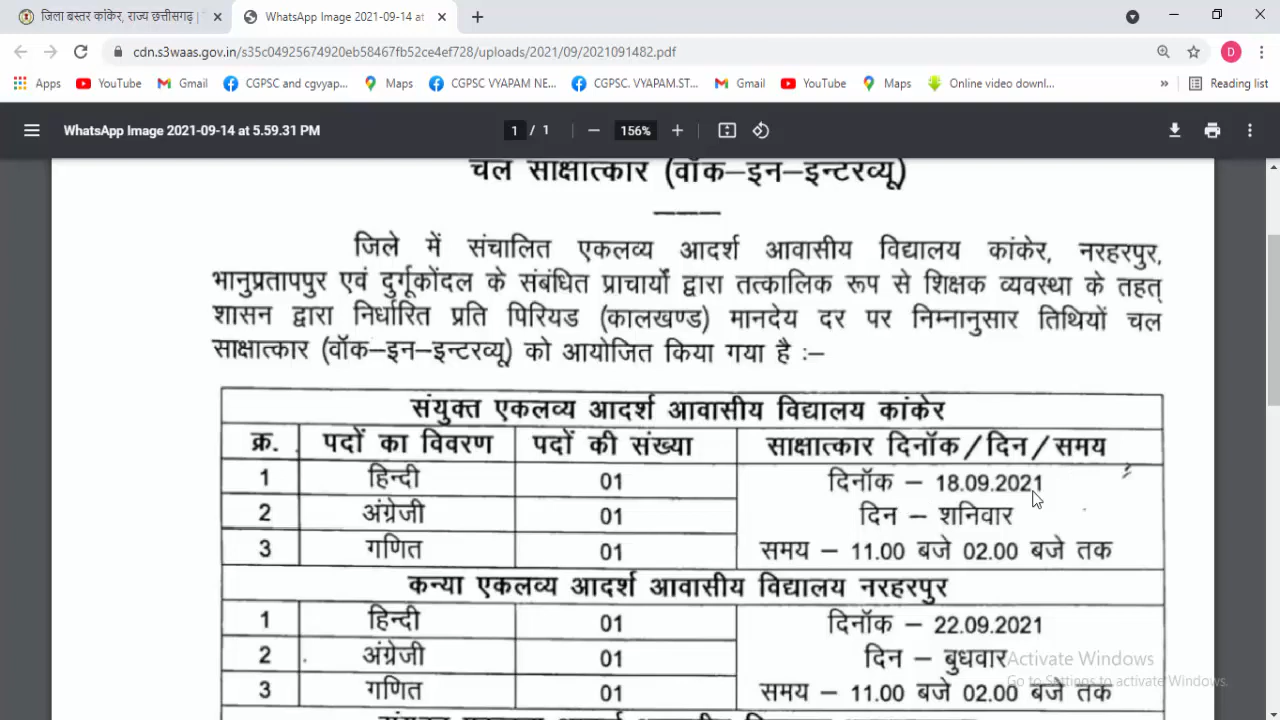 जिला बस्तर कांकेर, राज्य छत्तीसगढ़ |
WhatsApp Image 2021-09-14 at
cdn.s3waas.gov.in/s35c04925674920eb58467fb52ce4ef728/uploads/2021/09/2021091482.pdf
D
Apps YouTube Gmail CGPSC and cgvyap... Maps CGPSC VYAPAM NE... CGPSC. VYAPAM.ST... Gmail YouTube Maps Online video downl... » Reading list
WhatsApp Image 2021-09-14 at 5.59.31 PM 1 / 1 — 156% +
चल साक्षात्कार (वॉक–इन–इन्टरव्यू)
जिले में संचालित एकलव्य आदर्श आवासीय विद्यालय कांकेर, नरहरपुर,
भानुप्रतापपुर एवं दुर्गूकोंदल के संबंधित प्राचार्यों द्वारा तत्कालिक रूप से शिक्षक व्यवस्था के तहत्
शासन द्वारा निर्धारित प्रति पिरियड (कालखण्ड) मानदेय दर पर निम्नानुसार तिथियों चल
साक्षात्कार (वॉक–इन–इन्टरव्यू) को आयोजित किया गया है :–
संयुक्त एकलव्य आदर्श आवासीय विद्यालय कांकेर
क्र. पदों का विवरण पदों की संख्या साक्षात्कार दिनॉक/दिन/समय
1 हिन्दी 01 दिनॉक – 18.09.2021
2 अंग्रेजी 01 दिन – शनिवार
3 गणित 01 समय – 11.00 बजे 02.00 बजे तक
कन्या एकलव्य आदर्श आवासीय विद्यालय नरहरपुर
1 हिन्दी 01 दिनॉक – 22.09.2021
2 अंग्रेजी 01 दिन – बुधवार
3 गणित 01 समय – 11.00 बजे 02.00 बजे तक
Activate Windows
Go to Settings to activate Windows.